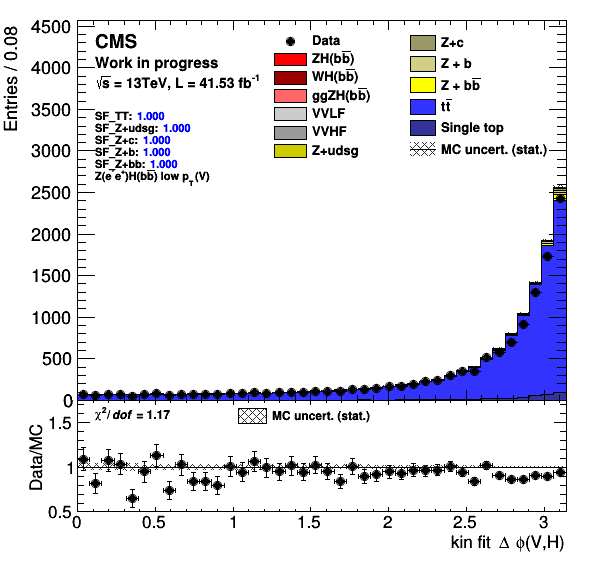 CMS
Work in progress
√s = 13TeV, L = 41.53 fb⁻¹
SF_TT: 1.000
SF_Z+udsg: 1.000
SF_Z+c: 1.000
SF_Z+b: 1.000
SF_Z+bb: 1.000
Z(e⁻e⁺)H(bb̅) low p_T(V)
Data
ZH(bb̅)
WH(bb̅)
ggZH(bb̅)
VVLF
VVHF
Z+udsg
Z+c
Z + b
Z + bb̅
tt̅
Single top
MC uncert. (stat.)
Entries / 0.08
4500
4000
3500
3000
2500
2000
1500
1000
500
0
χ²/dof = 1.17
MC uncert. (stat.)
Data/MC
1.5
1
0.5
0 0.5 1 1.5 2 2.5 3
kin fit Δ φ(V,H)